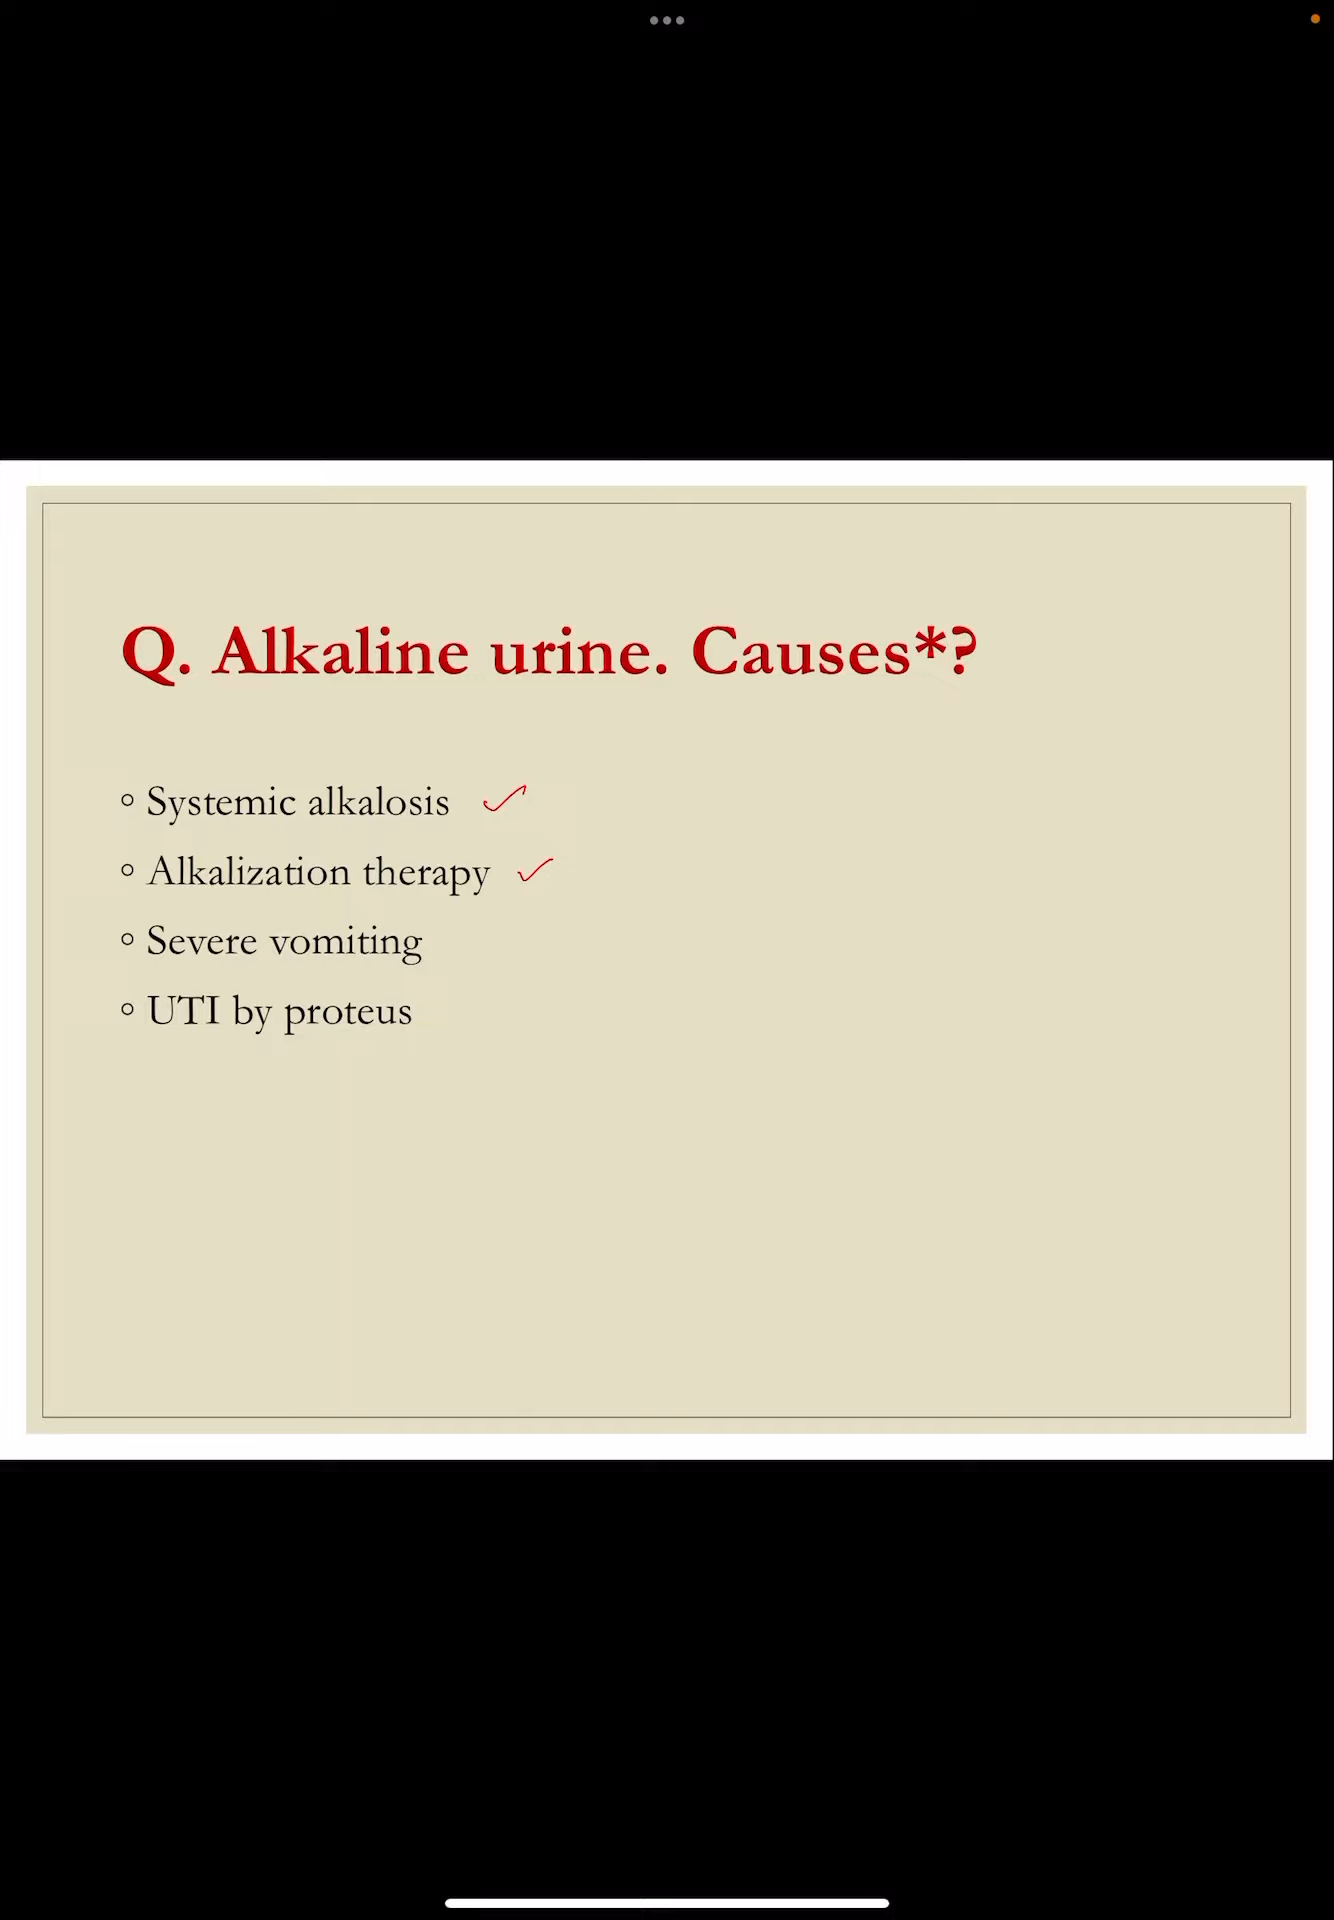 Q. Alkaline urine. Causes*?
◦ Systemic alkalosis ✓
◦ Alkalization therapy ✓
◦ Severe vomiting
◦ UTI by proteus